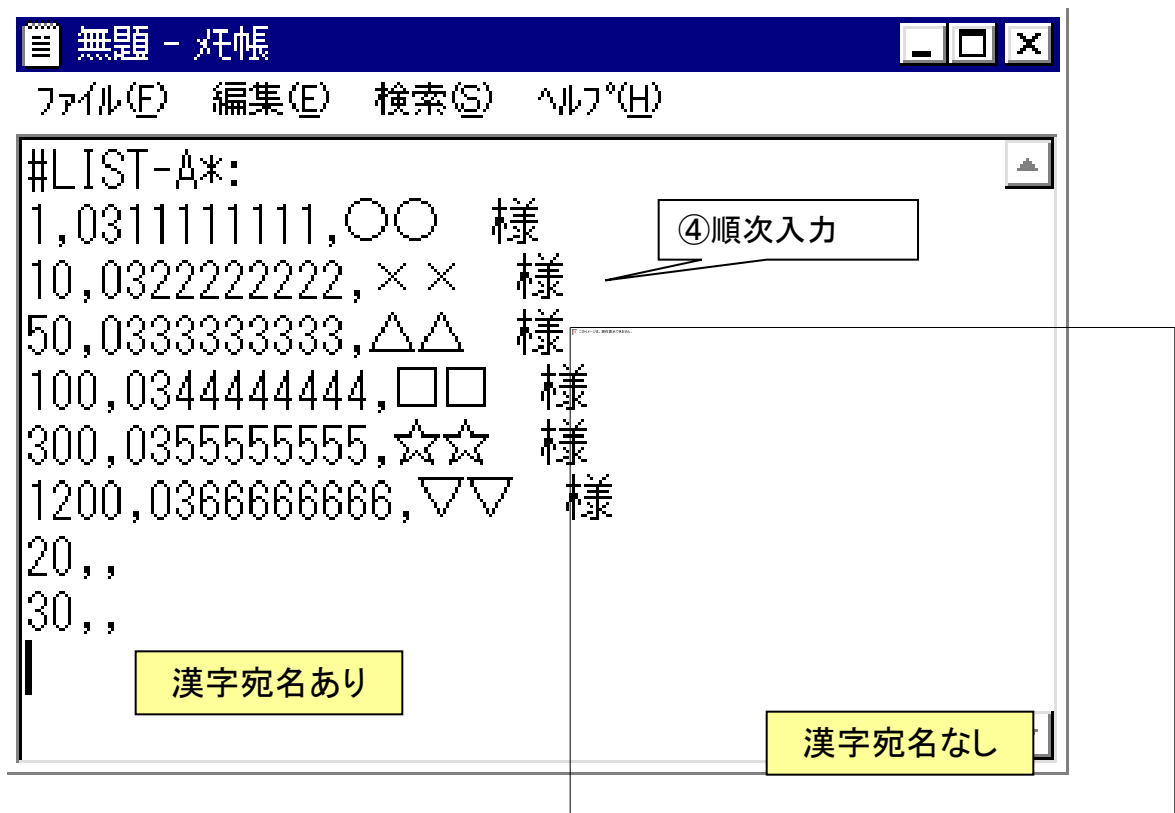 無題 - メモ帳
ファイル(F) 編集(E) 検索(S) ヘルプ(H)
#LIST-A*:
1,0311111111,○○　様
④順次入力
10,0322222222,××　様
50,0333333333,△△　様
100,0344444444,□□　様
300,0355555555,☆☆　様
1200,0366666666,▽▽　様
20,,
30,,
漢字宛名あり
漢字宛名なし